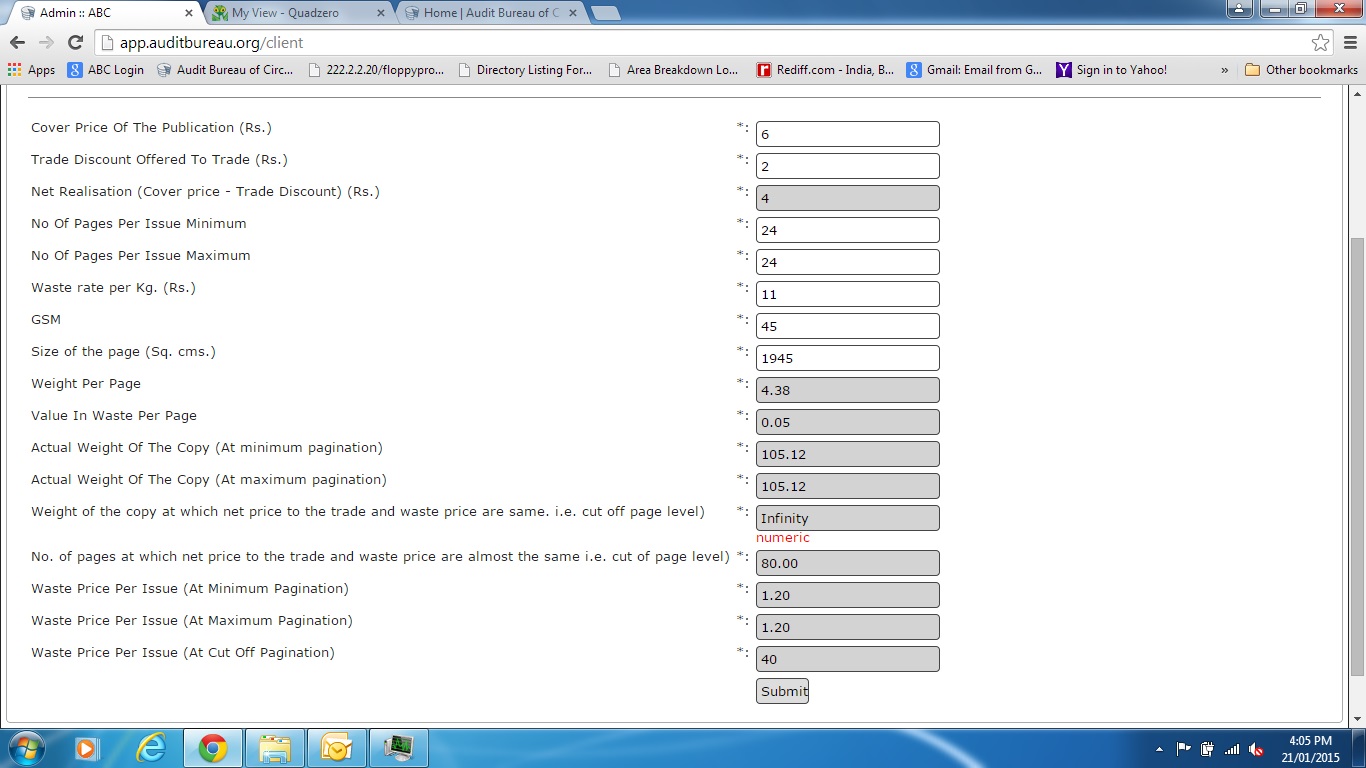 Admin :: ABC
My View - Quadzero
Home | Audit Bureau of C
app.auditbureau.org/client
Apps ABC Login Audit Bureau of Circ... 222.2.2.20/floppypro... Directory Listing For... Area Breakdown Lo... Rediff.com - India, B... Gmail: Email from G... Sign in to Yahoo! » Other bookmarks
Cover Price Of The Publication (Rs.) *: 6
Trade Discount Offered To Trade (Rs.) *: 2
Net Realisation (Cover price - Trade Discount) (Rs.) *: 4
No Of Pages Per Issue Minimum *: 24
No Of Pages Per Issue Maximum *: 24
Waste rate per Kg. (Rs.) *: 11
GSM *: 45
Size of the page (Sq. cms.) *: 1945
Weight Per Page *: 4.38
Value In Waste Per Page *: 0.05
Actual Weight Of The Copy (At minimum pagination) *: 105.12
Actual Weight Of The Copy (At maximum pagination) *: 105.12
Weight of the copy at which net price to the trade and waste price are same. i.e. cut off page level) *: Infinity
numeric
No. of pages at which net price to the trade and waste price are almost the same i.e. cut of page level) *: 80.00
Waste Price Per Issue (At Minimum Pagination) *: 1.20
Waste Price Per Issue (At Maximum Pagination) *: 1.20
Waste Price Per Issue (At Cut Off Pagination) *: 40
Submit
4:05 PM
21/01/2015